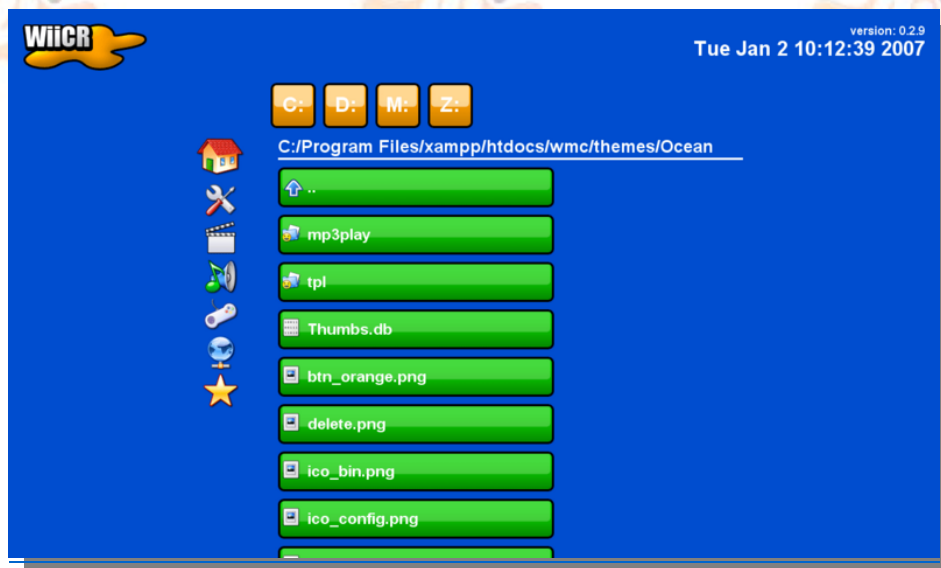 WiiCR
version: 0.2.9
Tue Jan 2 10:12:39 2007
C: D: M: Z:
C:/Program Files/xampp/htdocs/wmc/themes/Ocean
..
mp3play
tpl
Thumbs.db
btn_orange.png
delete.png
ico_bin.png
ico_config.png